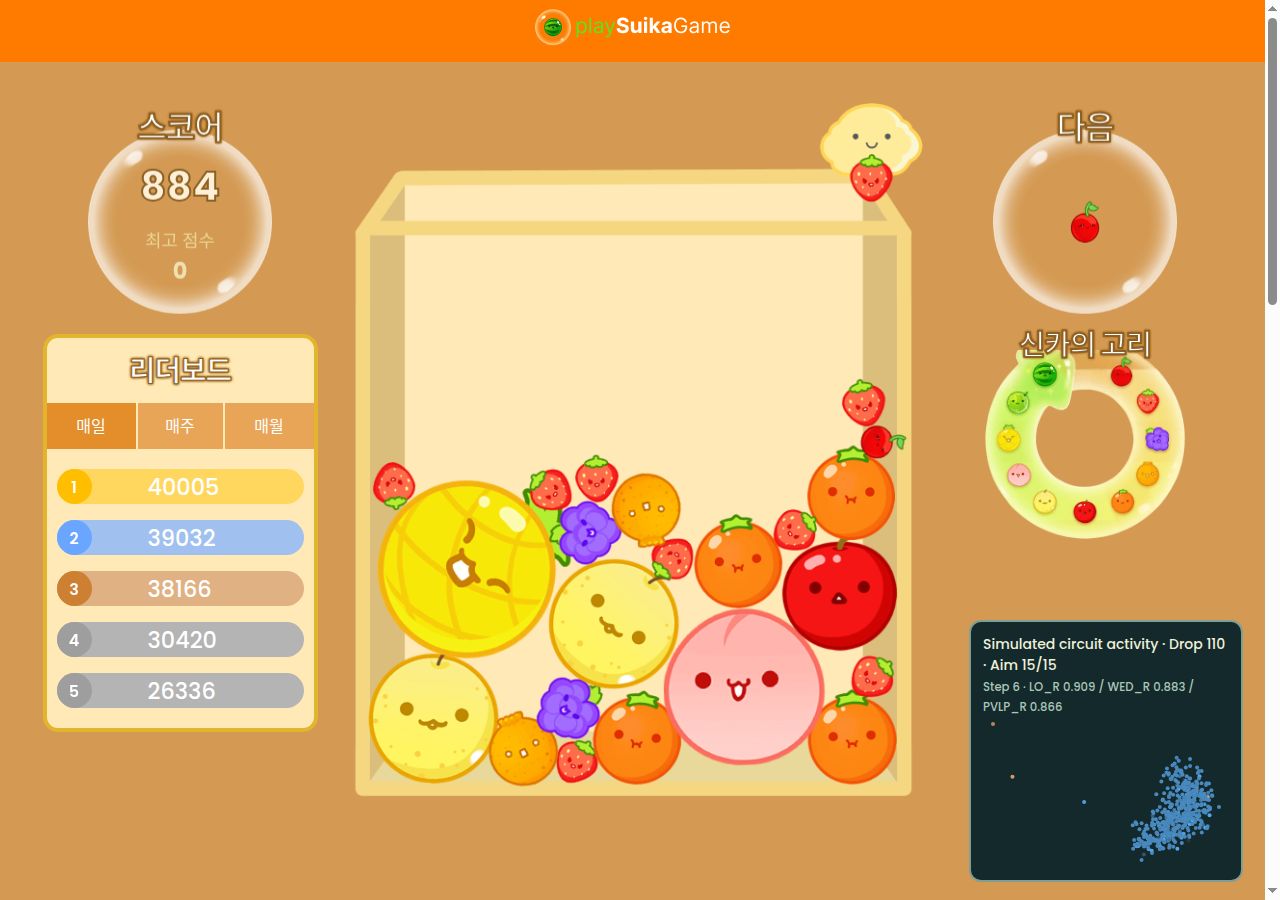 playSuikaGame
스코어
884
최고 점수
0
다음
신카의 고리
리더보드
매일 매주 매월
1 40005
2 39032
3 38166
4 30420
5 26336
Simulated circuit activity · Drop 110
· Aim 15/15
Step 6 · LO_R 0.909 / WED_R 0.883 /
PVLP_R 0.866